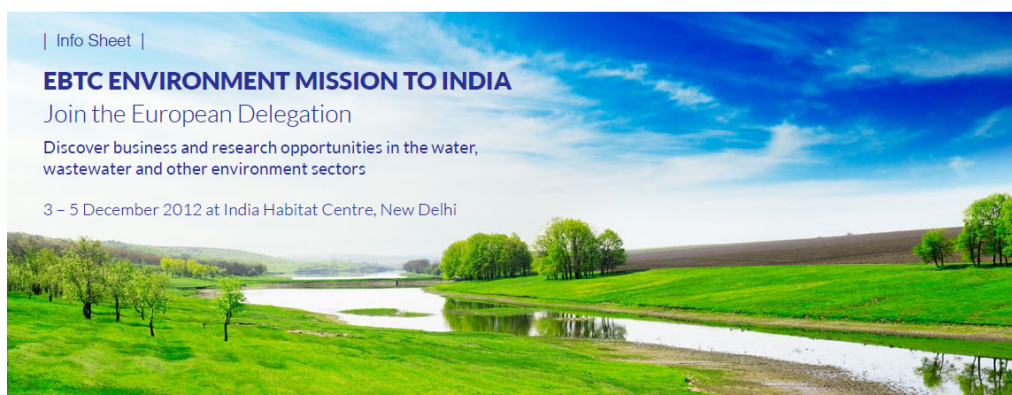 | Info Sheet |
EBTC ENVIRONMENT MISSION TO INDIA
Join the European Delegation
Discover business and research opportunities in the water,
wastewater and other environment sectors
3 – 5 December 2012 at India Habitat Centre, New Delhi